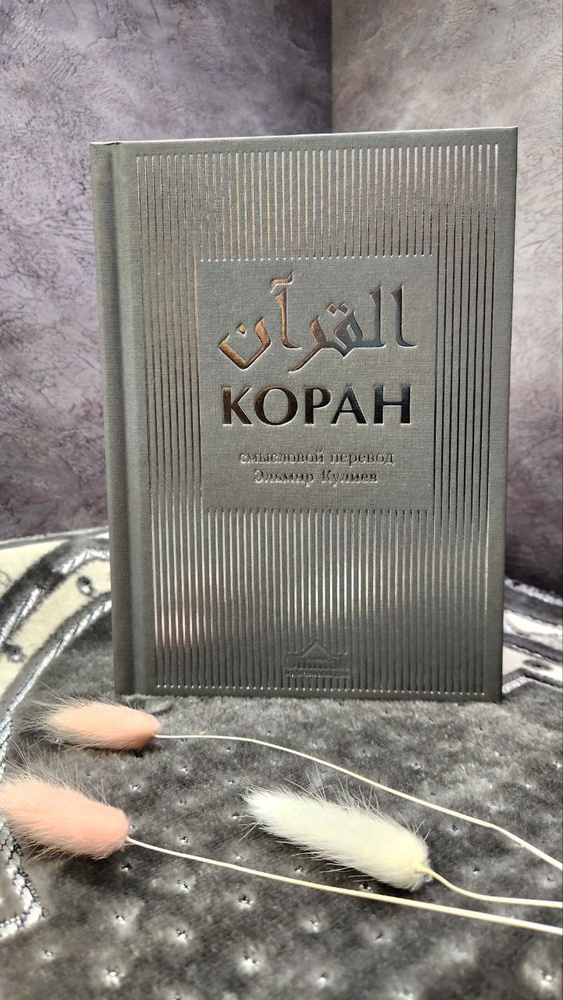 القرآن
КОРАН
смысловой перевод
Эльмир Кулиев